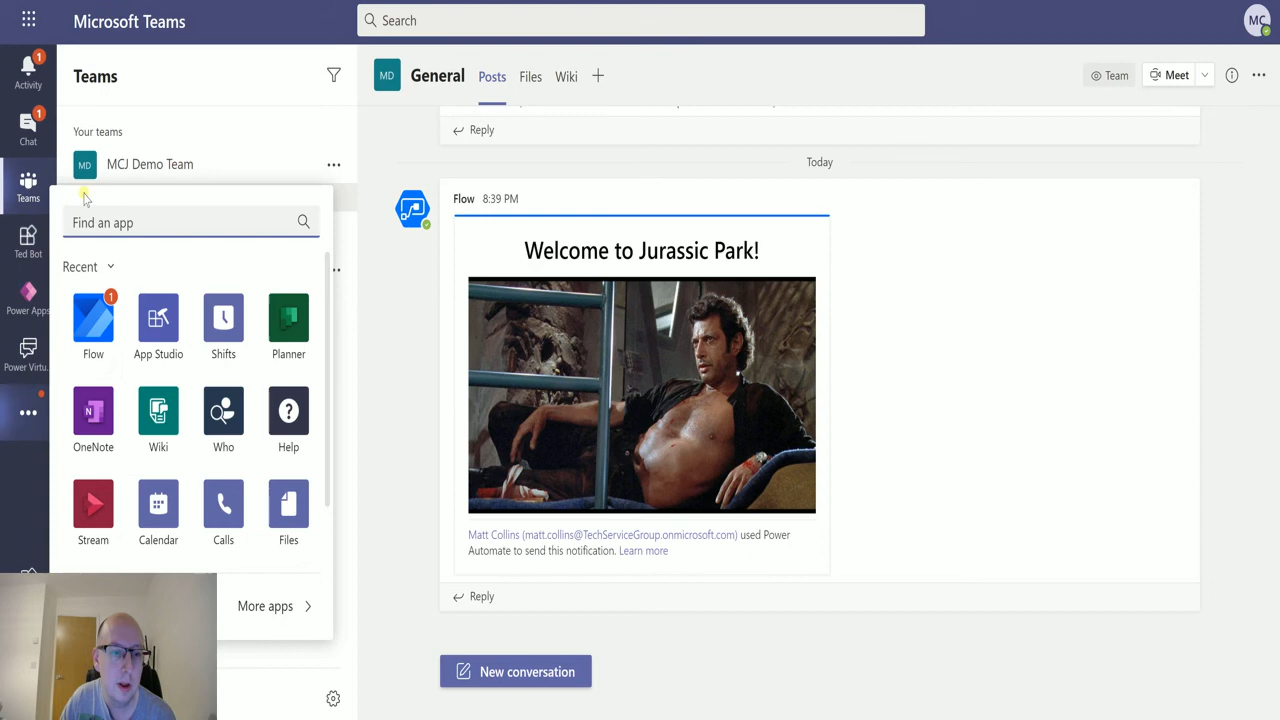 Microsoft Teams
Search
MC
1
Activity
1
Chat
Teams
Ted Bot
Power Apps
Power Virtu...
Teams
Your teams
MD
MCJ Demo Team
Find an app
Recent
1
Flow
App Studio
Shifts
Planner
N
OneNote
Wiki
Who
?
Help
Stream
Calendar
Calls
Files
More apps
MD
General
Posts
Files
Wiki
Team
Meet
Reply
Today
Flow 8:39 PM
Welcome to Jurassic Park!
Matt Collins (matt.collins@TechServiceGroup.onmicrosoft.com) used Power
Automate to send this notification. Learn more
Reply
New conversation